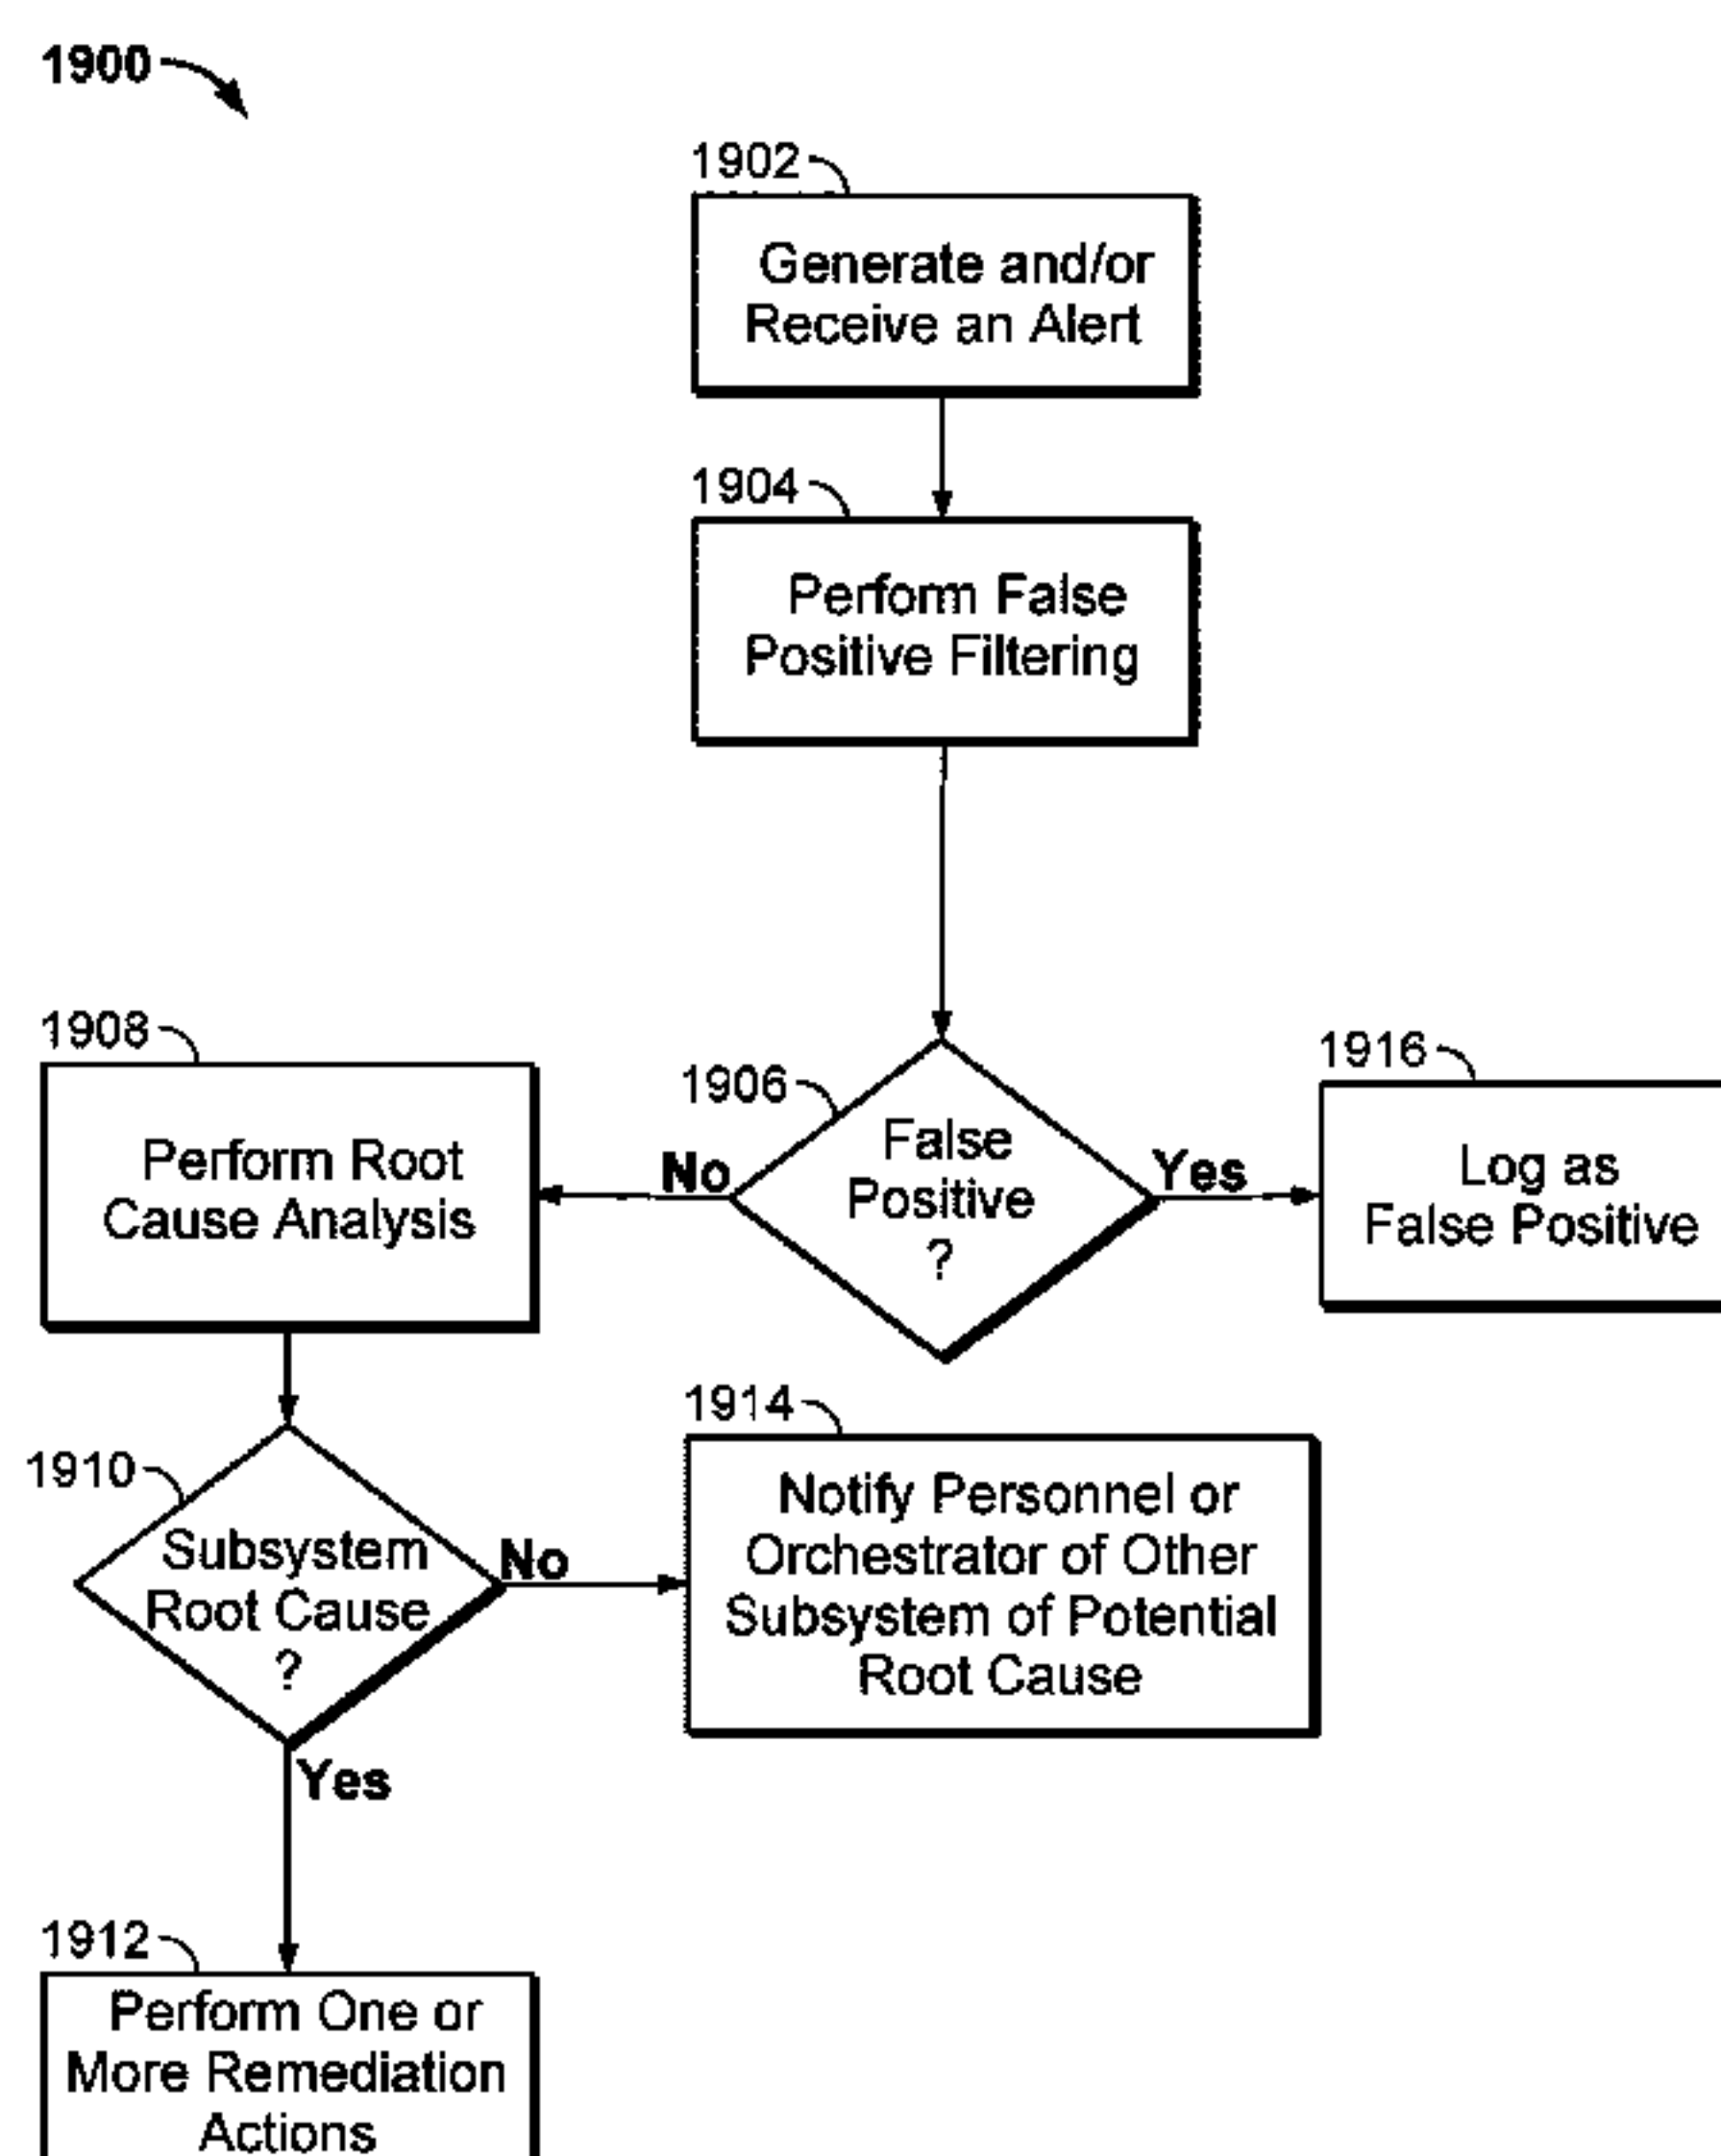 1900
1902
Generate and/or
Receive an Alert
1904
Perform False
Positive Filtering
1908
Perform Root
Cause Analysis
1906
False
Positive
?
No
Yes
1916
Log as
False Positive
1910
Subsystem
Root Cause
?
No
Yes
1914
Notify Personnel or
Orchestrator of Other
Subsystem of Potential
Root Cause
1912
Perform One or
More Remediation
Actions